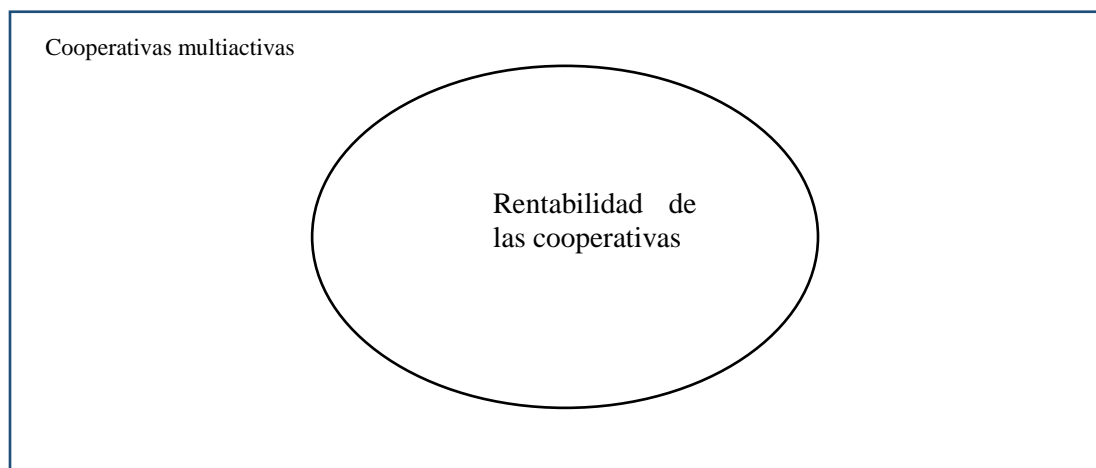 Cooperativas multiactivas
Rentabilidad de
las cooperativas